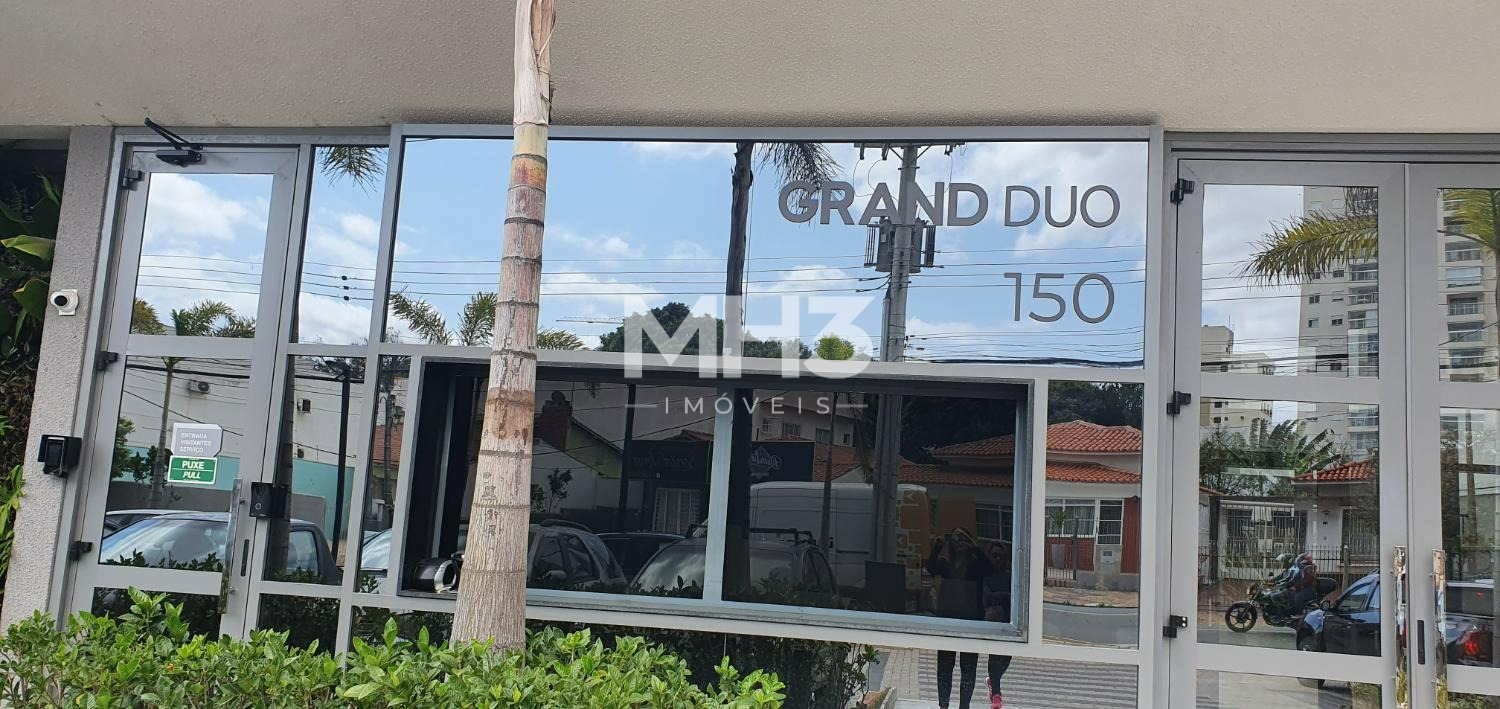 GRAND DUO
150
MH3
IMÓVEIS
ENTRADA
VISITANTES
SERVIÇO
PUXE
PULL